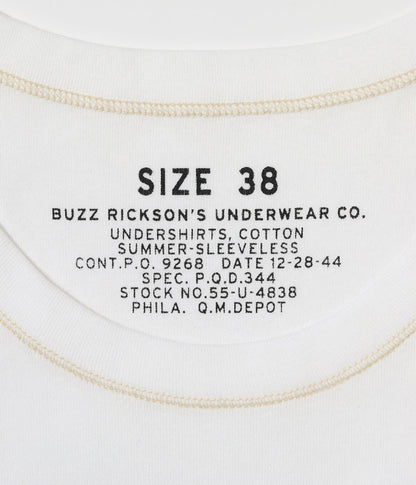 SIZE 38
BUZZ RICKSON'S UNDERWEAR CO.
UNDERSHIRTS, COTTON
SUMMER-SLEEVELESS
CONT.P.O. 9268 DATE 12-28-44
SPEC. P.Q.D.344
STOCK NO.55-U-4838
PHILA. Q.M.DEPOT